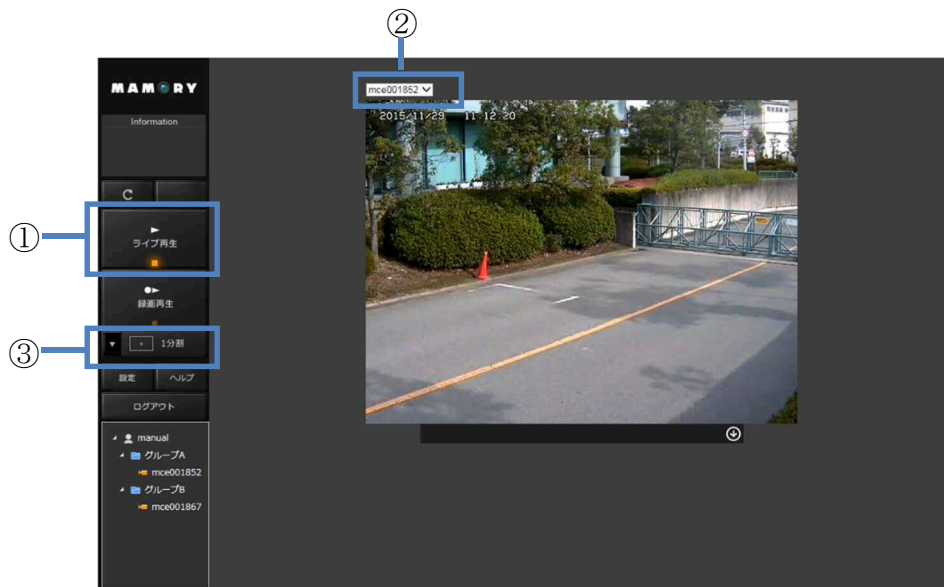 ②
MAMORY
mce001852
Information
2015/11/29 11:12:20
C
①
ライブ再生
録画再生
③
1分割
設定 ヘルプ
ログアウト
manual
グループA
mce001852
グループB
mce001867